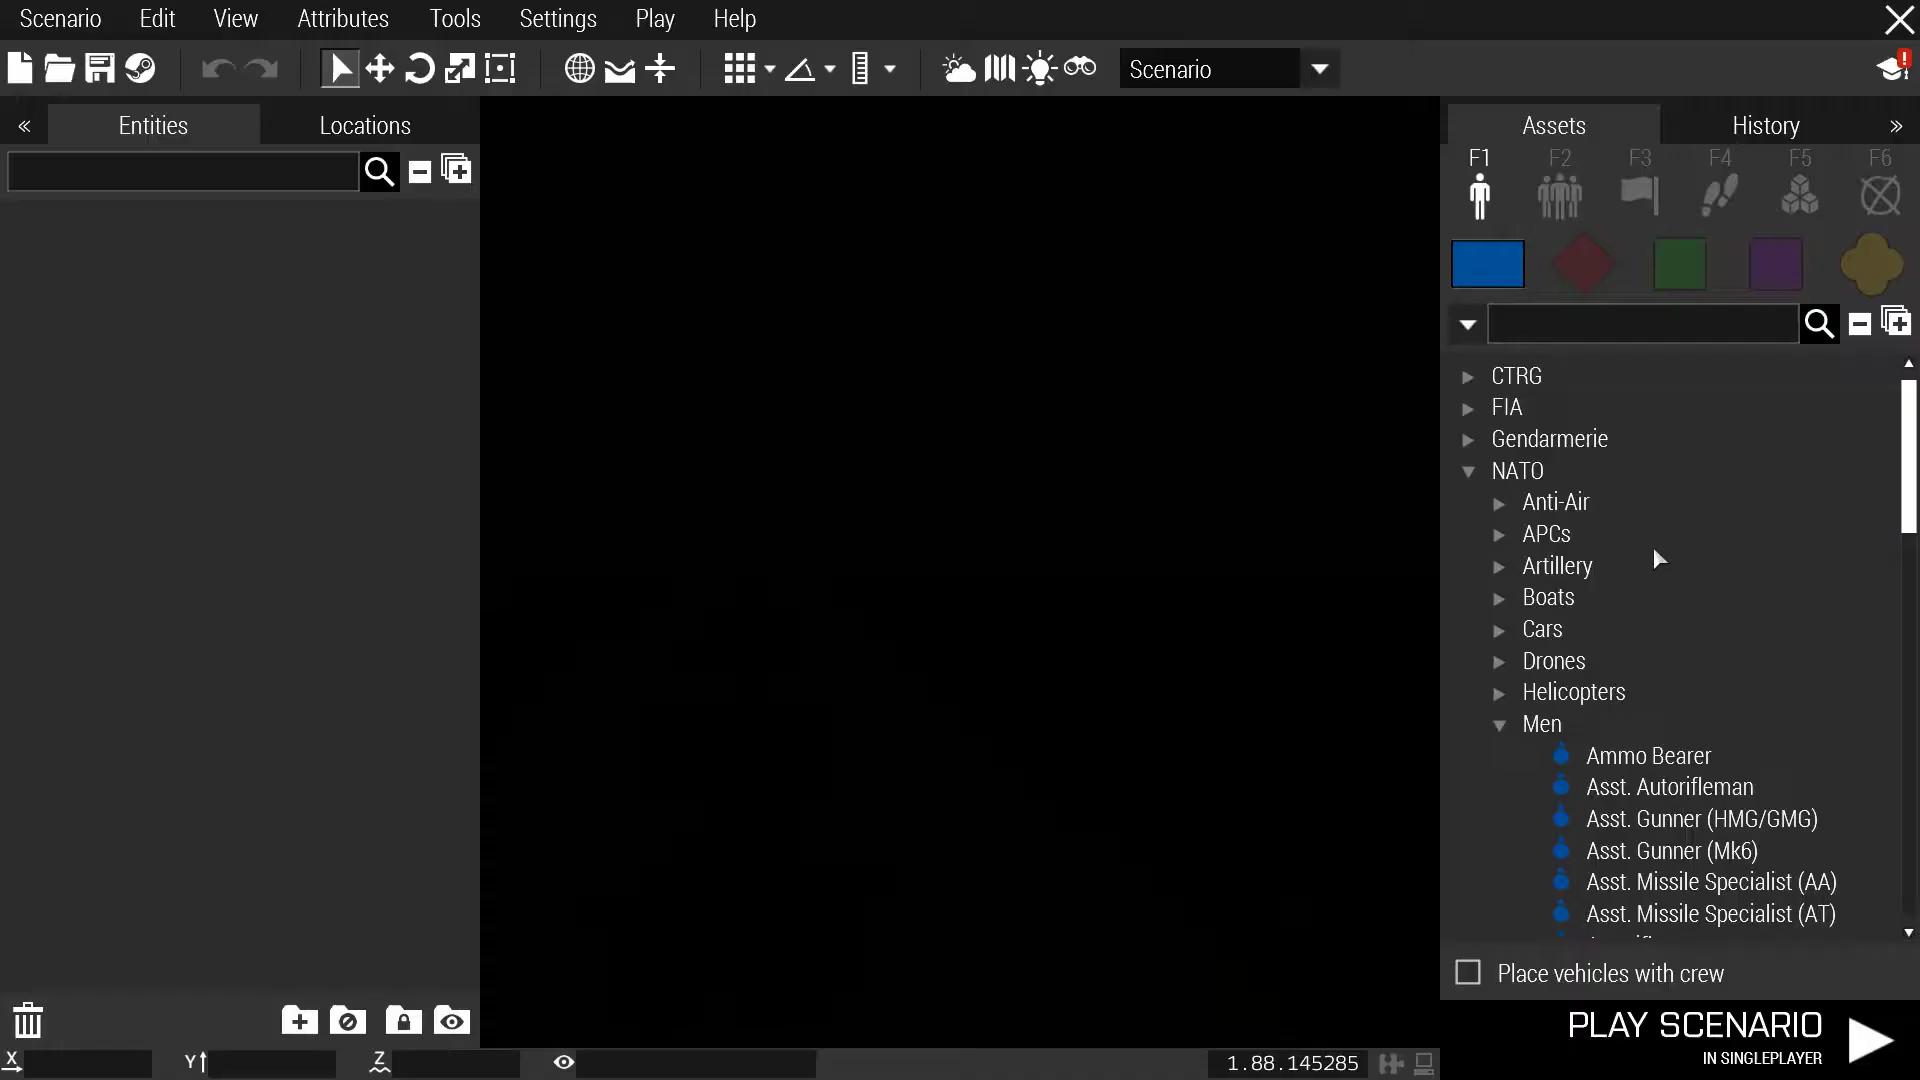 Scenario Edit View Attributes Tools Settings Play Help
Scenario
Entities Locations
Assets History
F1 F2 F3 F4 F5 F6
CTRG
FIA
Gendarmerie
NATO
Anti-Air
APCs
Artillery
Boats
Cars
Drones
Helicopters
Men
Ammo Bearer
Asst. Autorifleman
Asst. Gunner (HMG/GMG)
Asst. Gunner (Mk6)
Asst. Missile Specialist (AA)
Asst. Missile Specialist (AT)
Place vehicles with crew
PLAY SCENARIO
IN SINGLEPLAYER
X Y Z 1.88.145285